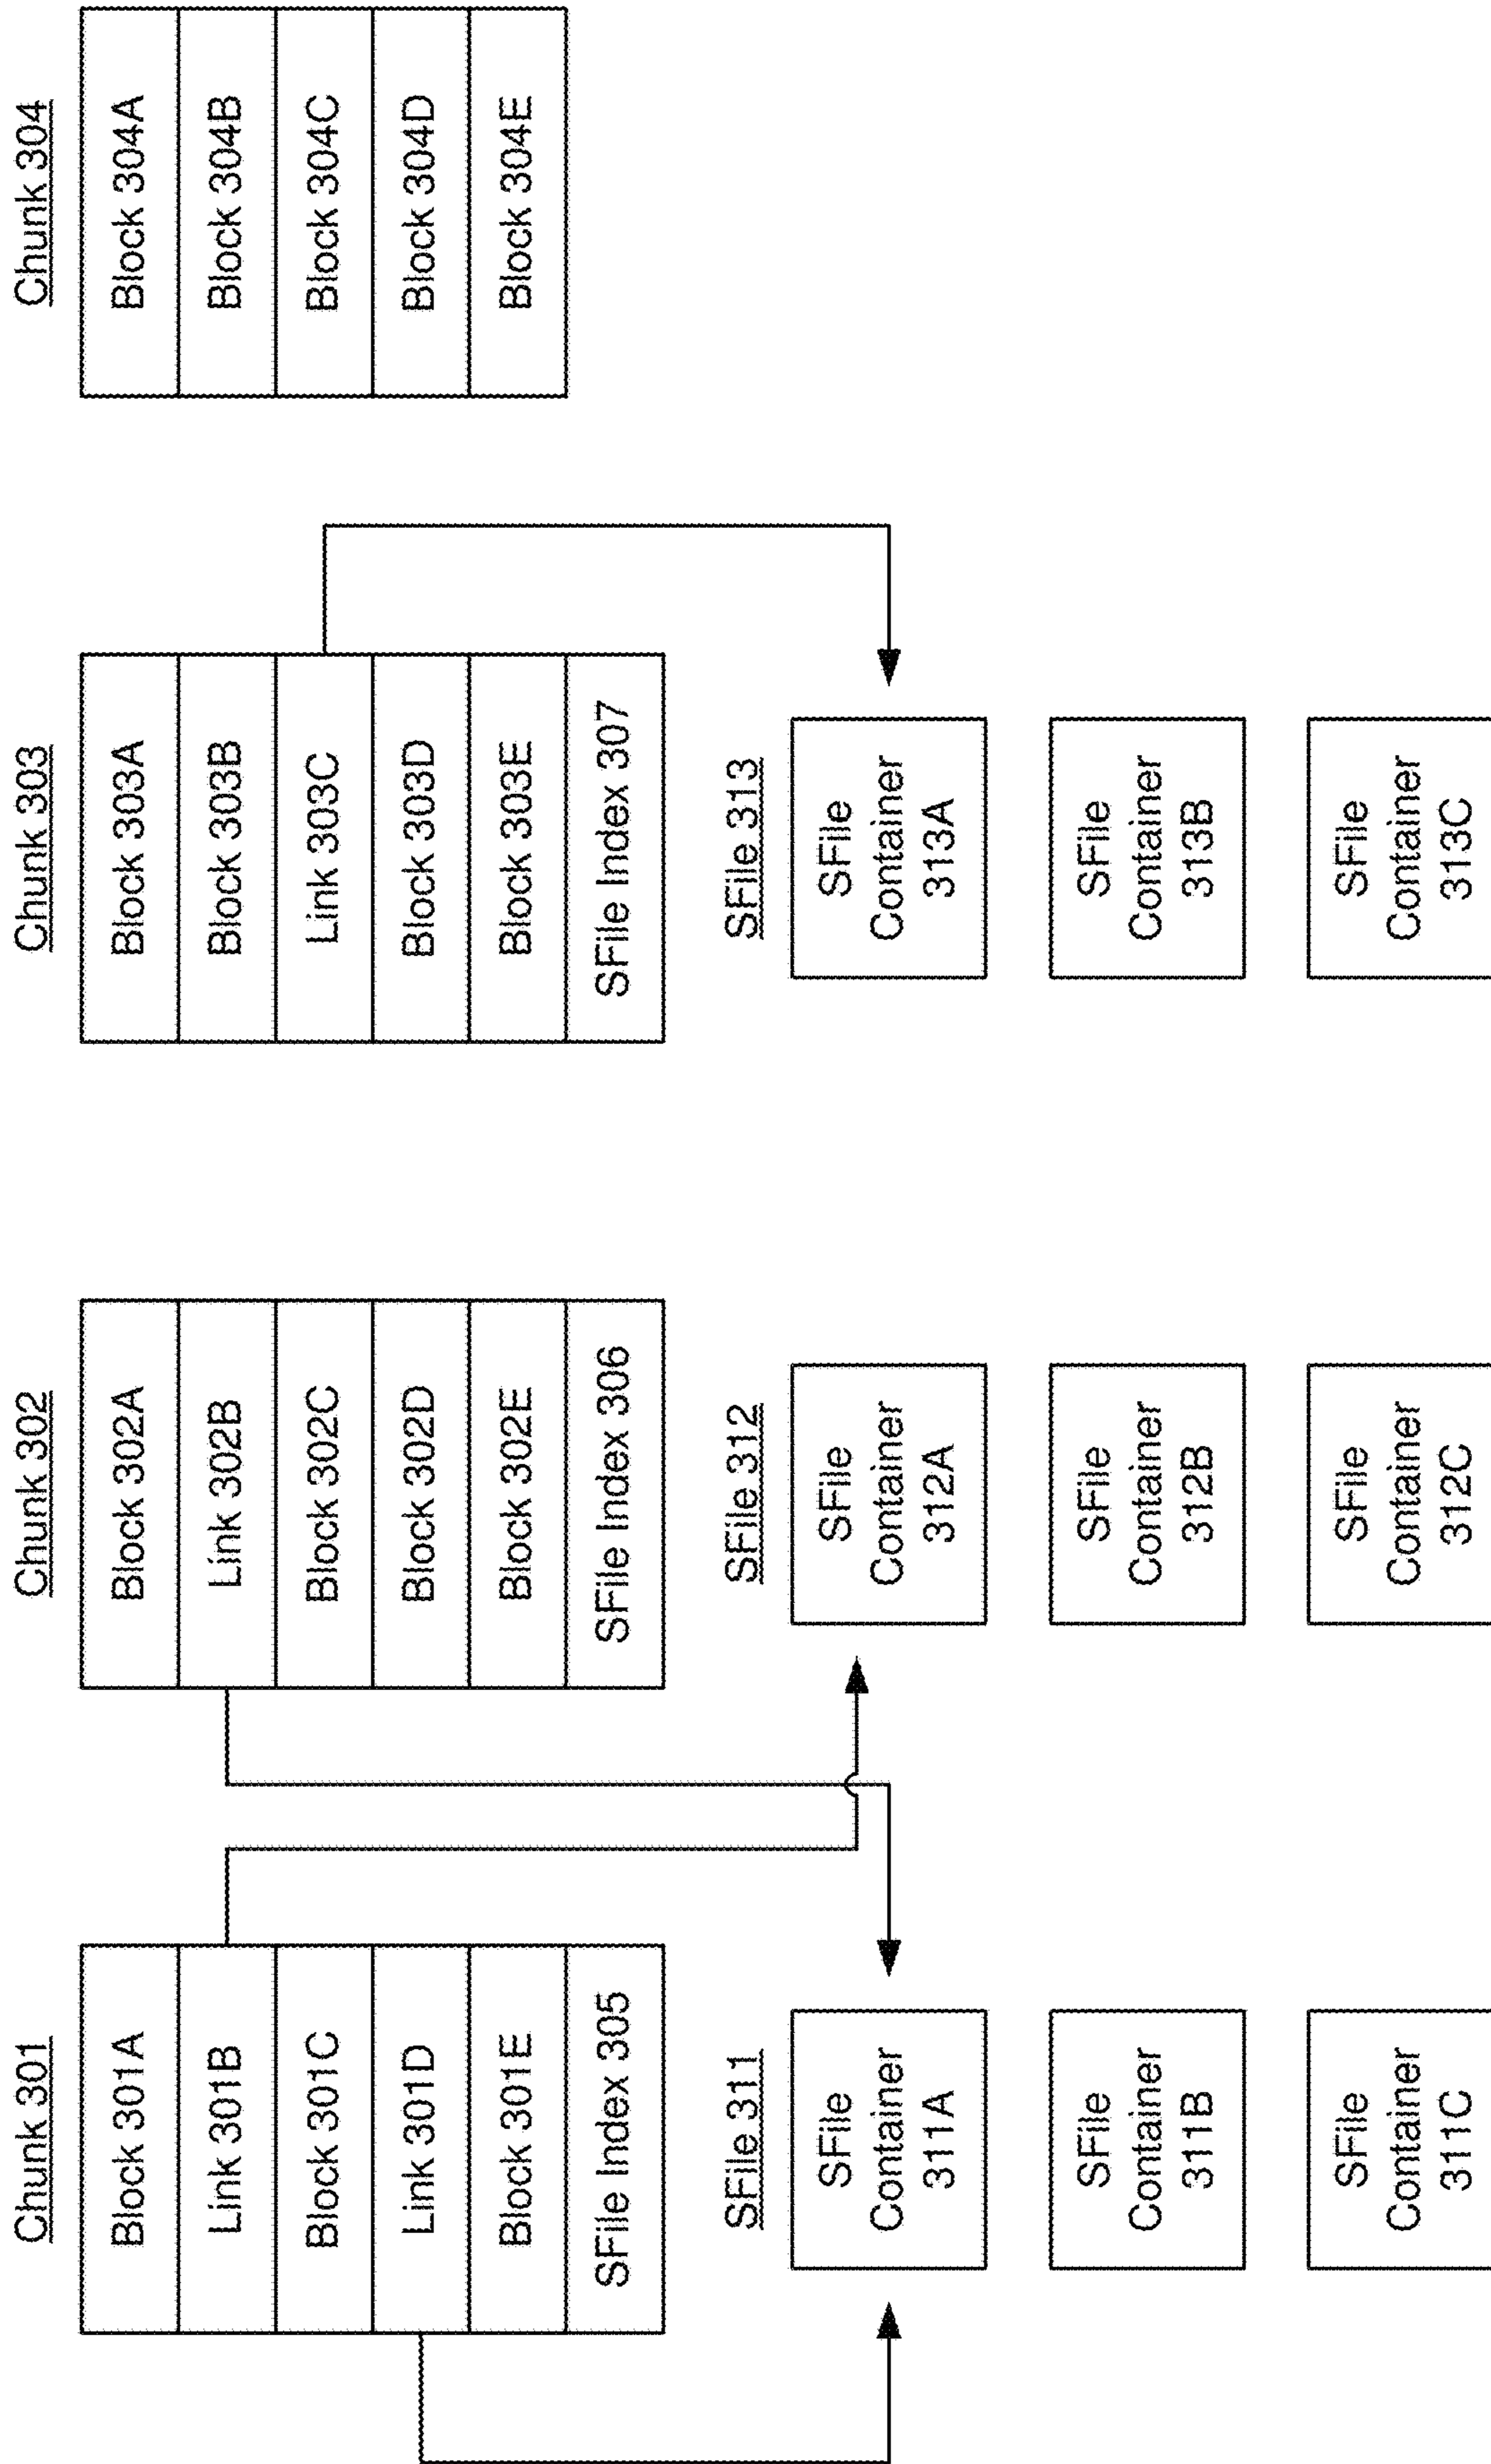 Chunk 301
Block 301A
Link 301B
Block 301C
Link 301D
Block 301E
SFile Index 305
SFile 311
SFile
Container
311A
SFile
Container
311B
SFile
Container
311C
Chunk 302
Block 302A
Link 302B
Block 302C
Block 302D
Block 302E
SFile Index 306
SFile 312
SFile
Container
312A
SFile
Container
312B
SFile
Container
312C
Chunk 303
Block 303A
Block 303B
Link 303C
Block 303D
Block 303E
SFile Index 307
SFile 313
SFile
Container
313A
SFile
Container
313B
SFile
Container
313C
Chunk 304
Block 304A
Block 304B
Block 304C
Block 304D
Block 304E